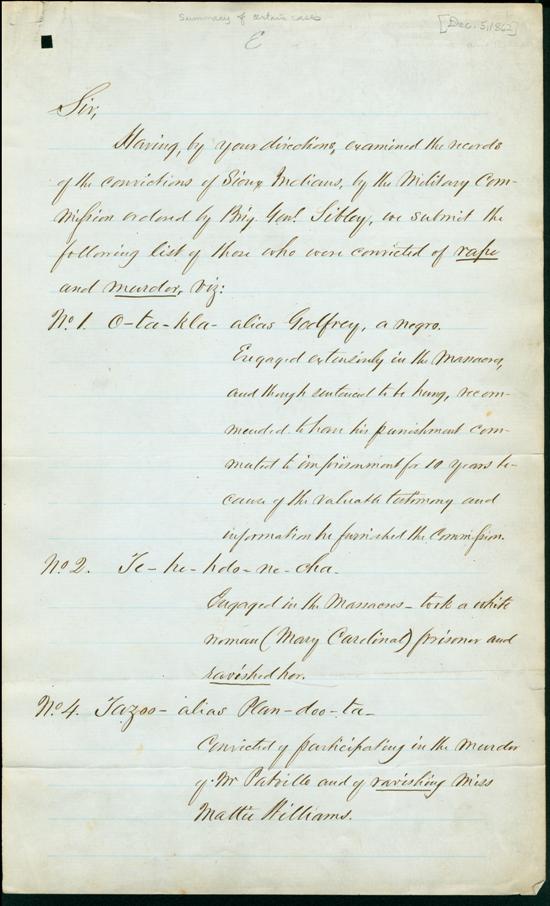 Summary of certain cases
[Dec. 5, 1862]
E
Sir,
Having, by your directions, examined the records
of the convictions of Sioux Indians, by the Military Com-
mission ordered by Brig. Genl. Sibley, we submit the
following list of those who were convicted of rape
and murder, viz:
No. 1. O-ta-kla- alias Godfrey, a negro.
Engaged extensively in the Massacres,
and though sentenced to be hung, recom-
mended to have his punishment com-
muted to imprisonment for 10 years be-
cause of the valuable testimony and
information he furnished the Commission.
No. 2. Te-he-hdo-ne-cha.
Engaged in the Massacres - took a white
woman (Mary Cardinal) prisoner and
ravished her.
No. 4. Tazoo- alias Plan-doo-ta-
Convicted of participating in the murder
of Mr Patville and of ravishing Miss
Mattie Williams.